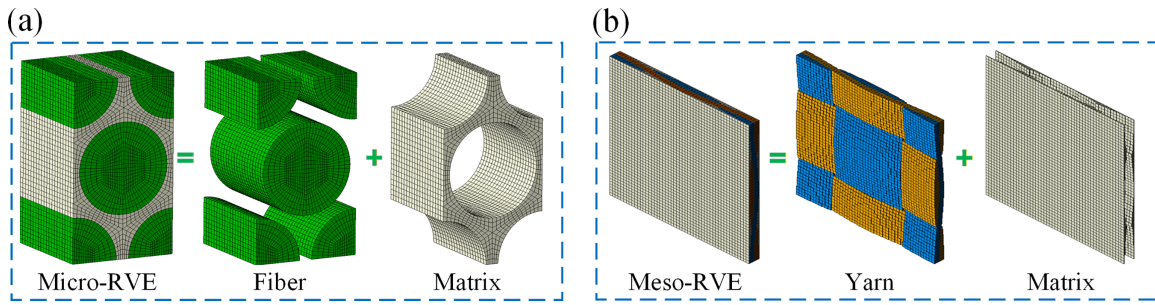 (a)
(b)
= +
= +
Micro-RVE Fiber Matrix
Meso-RVE Yarn Matrix